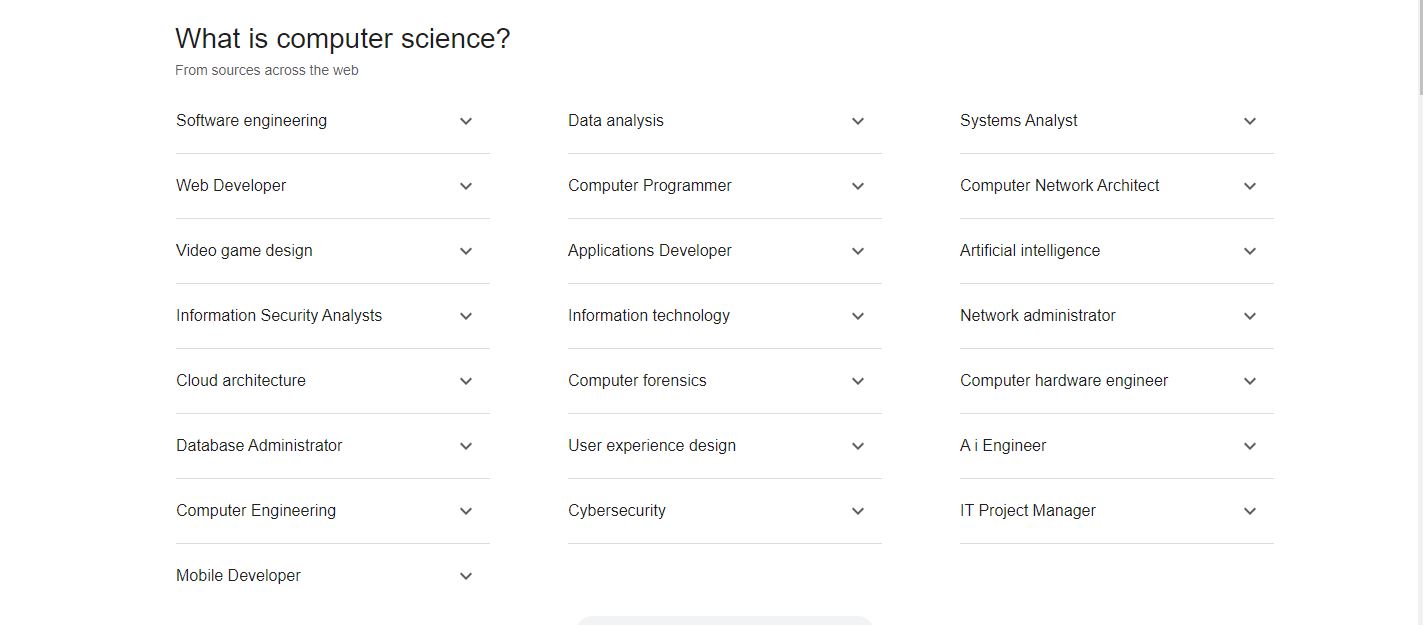 What is computer science?
From sources across the web
Software engineering
Data analysis
Systems Analyst
Web Developer
Computer Programmer
Computer Network Architect
Video game design
Applications Developer
Artificial intelligence
Information Security Analysts
Information technology
Network administrator
Cloud architecture
Computer forensics
Computer hardware engineer
Database Administrator
User experience design
A i Engineer
Computer Engineering
Cybersecurity
IT Project Manager
Mobile Developer